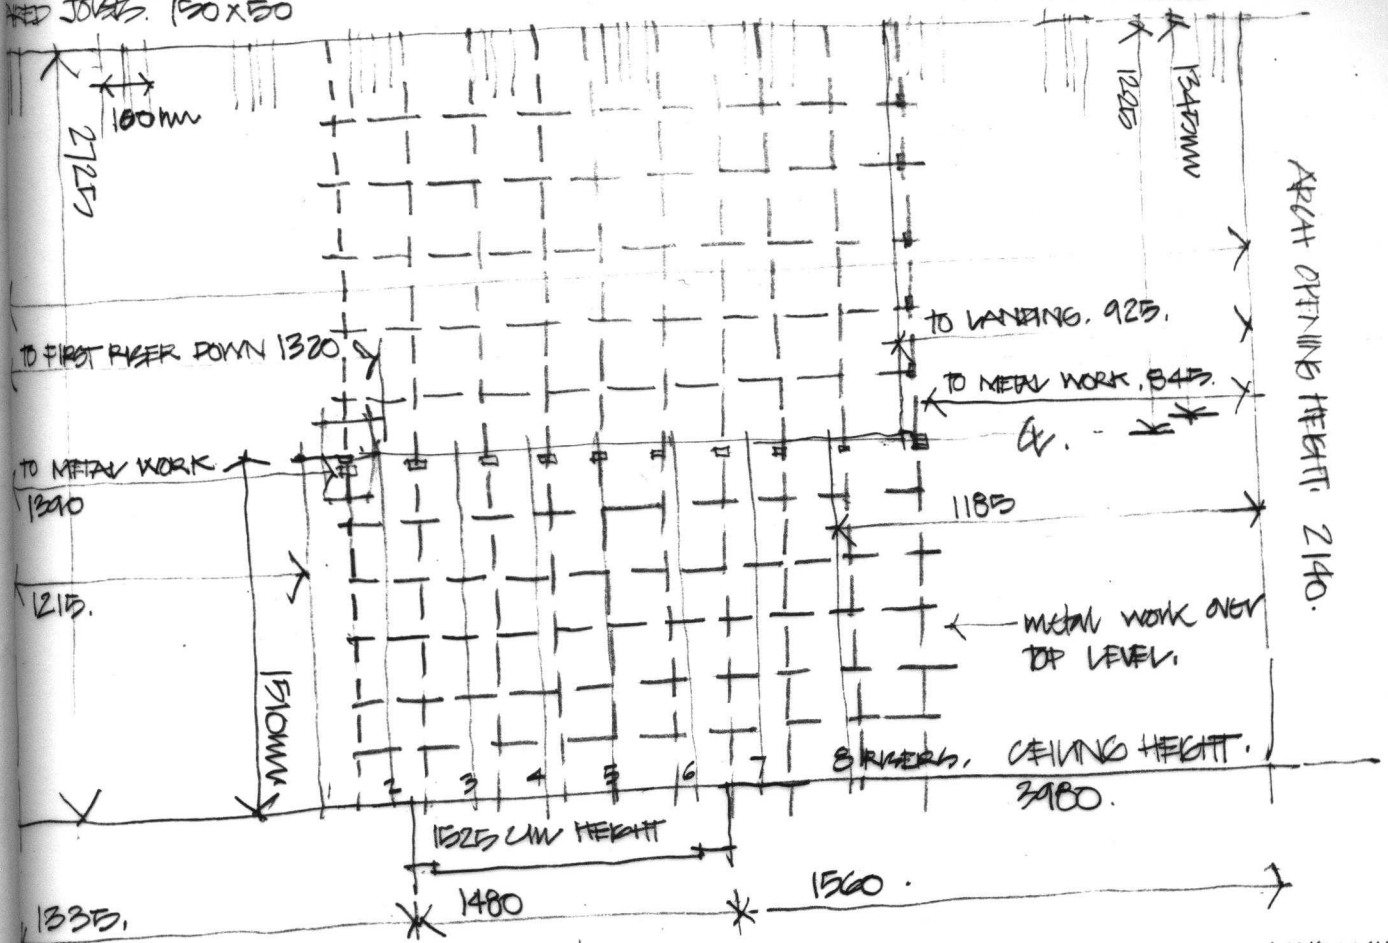 JOISTS. 150 x 50
100mm
2725
1225
1345mm
ARCH OPENING HEIGHT. 2140.
TO LANDING. 925.
TO FIRST RISER DOWN 1320
TO METAL WORK. 845.
TO METAL WORK
1390
1185
1215.
metal work over
TOP LEVEL.
1510mm
2 3 4 5 6 7 8 RISERS.
CEILING HEIGHT.
3980.
1525 HEIGHT
1335.
1480
1560.